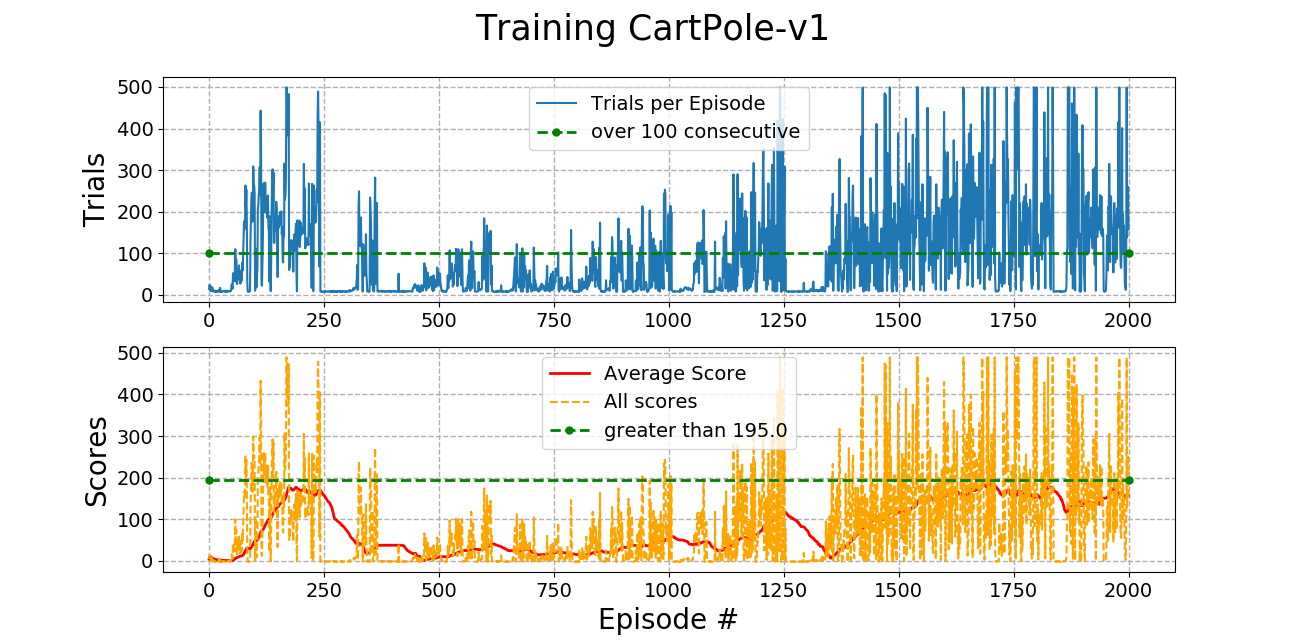 Training CartPole-v1
500
400
300
200
100
0
Trials
Trials per Episode
over 100 consecutive
0 250 500 750 1000 1250 1500 1750 2000
500
400
300
200
100
0
Scores
Average Score
All scores
greater than 195.0
0 250 500 750 1000 1250 1500 1750 2000
Episode #